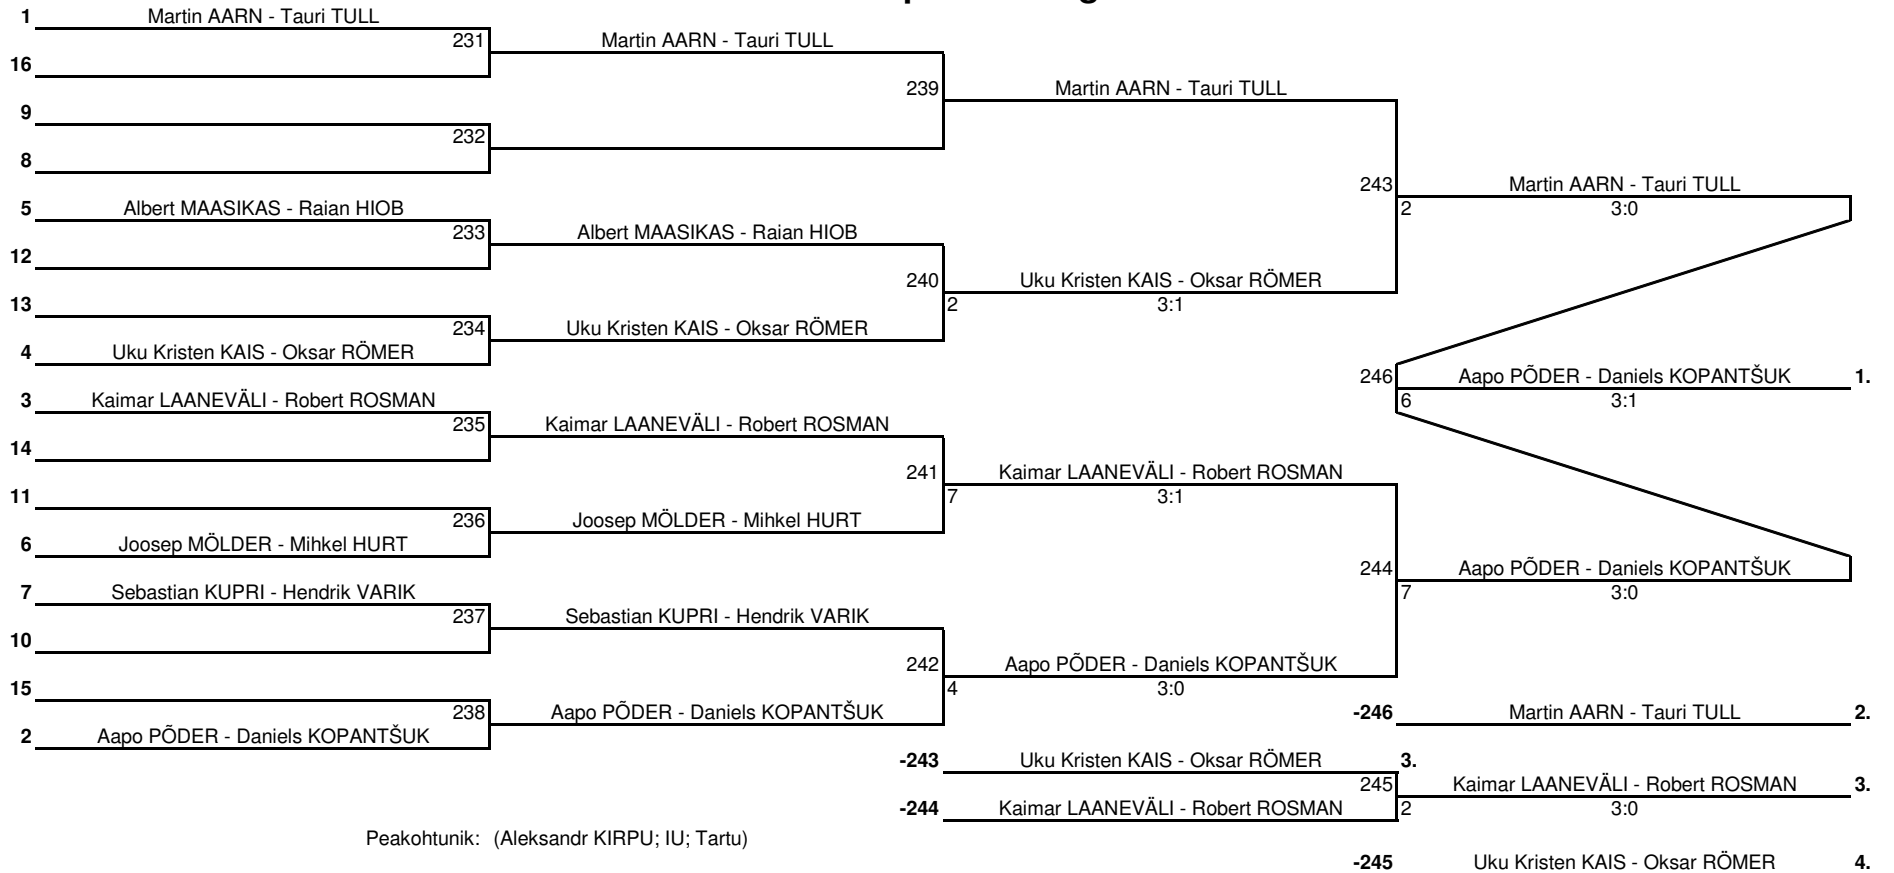 1 Martin AARN - Tauri TULL
231 Martin AARN - Tauri TULL
16
239 Martin AARN - Tauri TULL
9
232
8
243 Martin AARN - Tauri TULL
2 3:0
5 Albert MAASIKAS - Raian HIOB
233 Albert MAASIKAS - Raian HIOB
12
240 Uku Kristen KAIS - Oksar RÖMER
2 3:1
13
234 Uku Kristen KAIS - Oksar RÖMER
4 Uku Kristen KAIS - Oksar RÖMER
246 Aapo PÕDER - Daniels KOPANTŠUK 1.
6 3:1
3 Kaimar LAANEVÄLI - Robert ROSMAN
235 Kaimar LAANEVÄLI - Robert ROSMAN
14
241 Kaimar LAANEVÄLI - Robert ROSMAN
7 3:1
11
236 Joosep MÖLDER - Mihkel HURT
6 Joosep MÖLDER - Mihkel HURT
244 Aapo PÕDER - Daniels KOPANTŠUK
7 3:0
7 Sebastian KUPRI - Hendrik VARIK
237 Sebastian KUPRI - Hendrik VARIK
10
242 Aapo PÕDER - Daniels KOPANTŠUK
4 3:0
15
238 Aapo PÕDER - Daniels KOPANTŠUK
-246 Martin AARN - Tauri TULL 2.
2 Aapo PÕDER - Daniels KOPANTŠUK
-243 Uku Kristen KAIS - Oksar RÖMER 3.
245 Kaimar LAANEVÄLI - Robert ROSMAN 3.
-244 Kaimar LAANEVÄLI - Robert ROSMAN 2 3:0
Peakohtunik: (Aleksandr KIRPU; IU; Tartu)
-245 Uku Kristen KAIS - Oksar RÖMER 4.